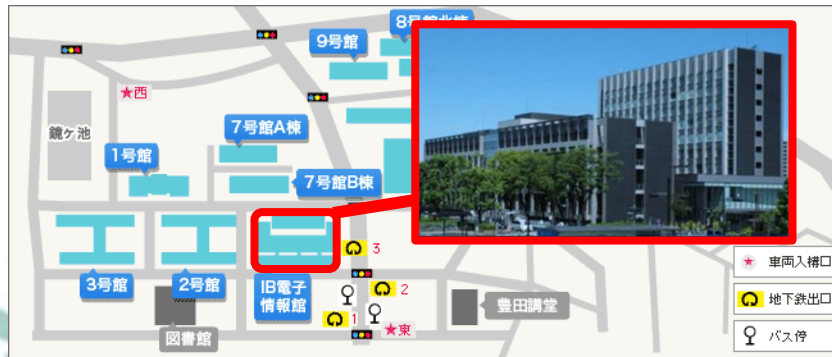 8号館北棟
9号館
★西
鏡ヶ池
7号館A棟
1号館
7号館B棟
3
3号館
2号館
IB電子
情報館
2
1
★東
図書館
豊田講堂
★ 車両入構口
地下鉄出口
バス停